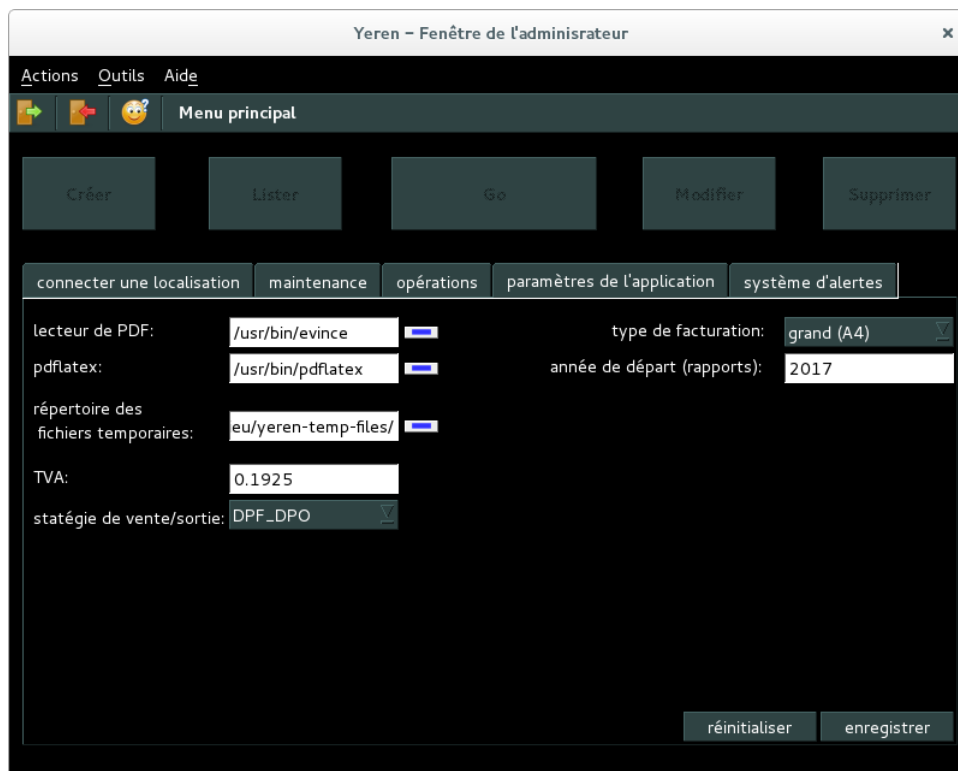 Yeren – Fenêtre de l'adminisrateur
Actions Outils Aide
Menu principal
Créer Lister Go Modifier Supprimer
connecter une localisation maintenance opérations paramètres de l'application système d'alertes
lecteur de PDF: /usr/bin/evince type de facturation: grand (A4)
pdflatex: /usr/bin/pdflatex année de départ (rapports): 2017
répertoire des
fichiers temporaires: eu/yeren-temp-files/
TVA: 0.1925
statégie de vente/sortie: DPF_DPO
réinitialiser enregistrer